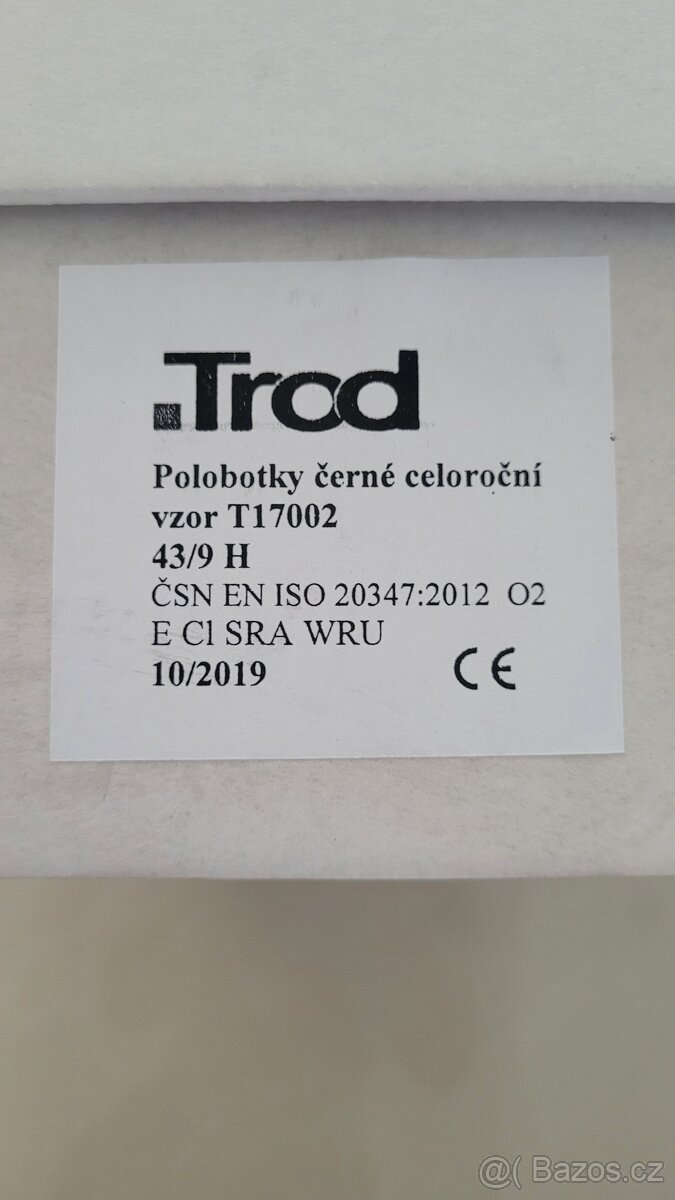 .Trod
Polobotky černé celoroční
vzor T17002
43/9 H
ČSN EN ISO 20347:2012 O2
E Cl SRA WRU
10/2019 CE
@( Bazoš.cz